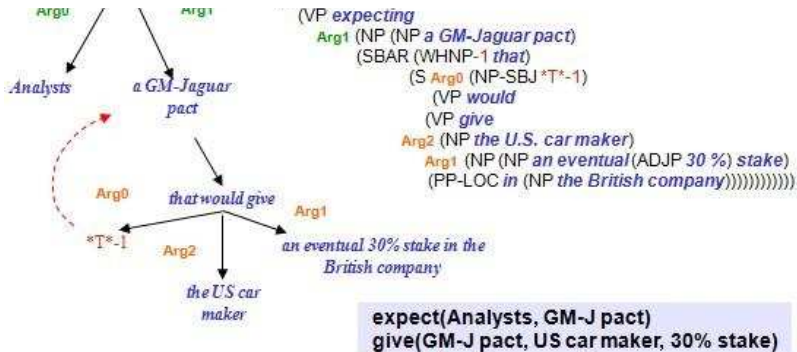 Arg0
Arg1
Analysts
a GM-Jaguar
pact
Arg0
that would give
Arg1
*T*-1
Arg2
an eventual 30% stake in the
British company
the US car
maker
(VP expecting
Arg1 (NP (NP a GM-Jaguar pact)
(SBAR (WHNP-1 that)
(S Arg0 (NP-SBJ *T*-1)
(VP would
(VP give
Arg2 (NP the U.S. car maker)
Arg1 (NP (NP an eventual (ADJP 30 %) stake)
(PP-LOC in (NP the British company))))))))))))
expect(Analysts, GM-J pact)
give(GM-J pact, US car maker, 30% stake)